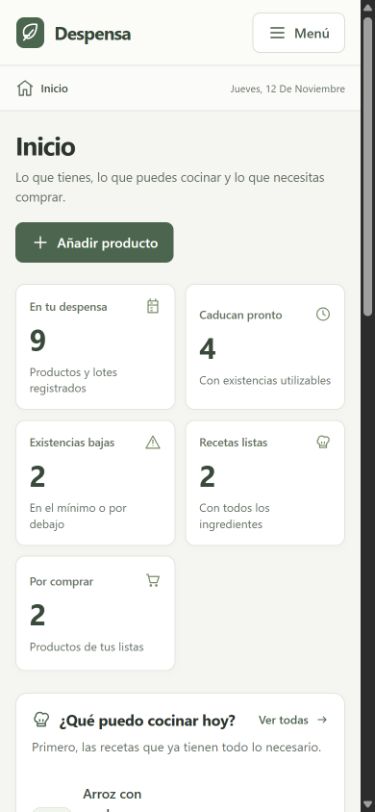 Despensa
Menú
Inicio
Jueves, 12 De Noviembre
Inicio
Lo que tienes, lo que puedes cocinar y lo que necesitas
comprar.
Añadir producto
En tu despensa
9
Productos y lotes
registrados
Caducan pronto
4
Con existencias utilizables
Existencias bajas
2
En el mínimo o por
debajo
Recetas listas
2
Con todos los
ingredientes
Por comprar
2
Productos de tus listas
¿Qué puedo cocinar hoy?
Ver todas
Primero, las recetas que ya tienen todo lo necesario.
Arroz con